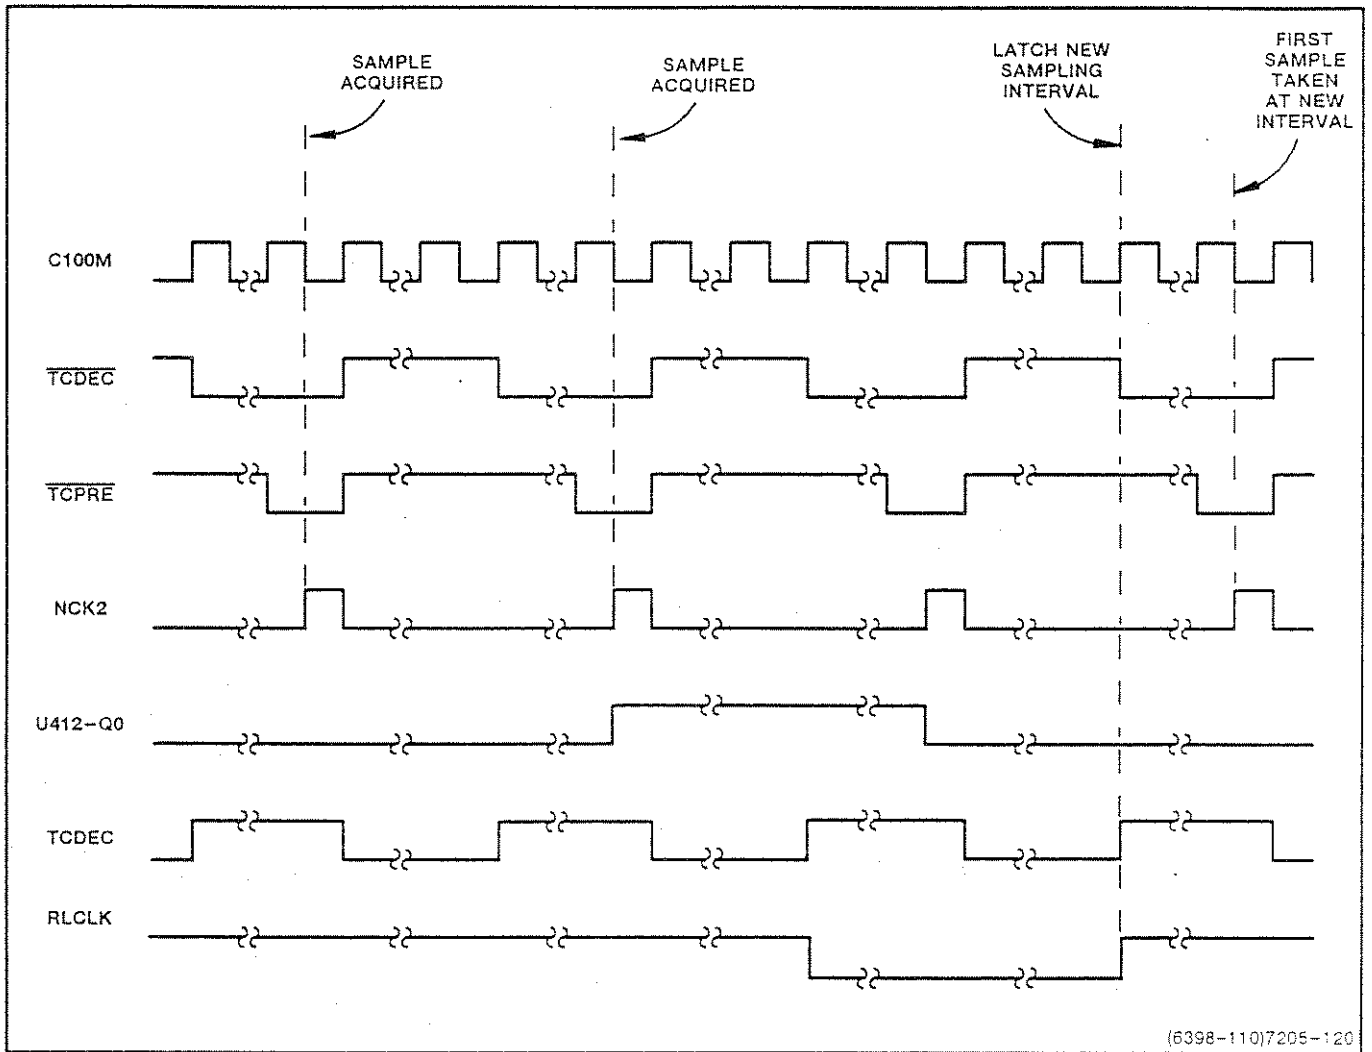 SAMPLE
ACQUIRED
SAMPLE
ACQUIRED
LATCH NEW
SAMPLING
INTERVAL
FIRST
SAMPLE
TAKEN
AT NEW
INTERVAL
C100M
TCDEC
TCPRE
NCK2
U412-Q0
TCDEC
RLCLK
(6398-110)7205-120